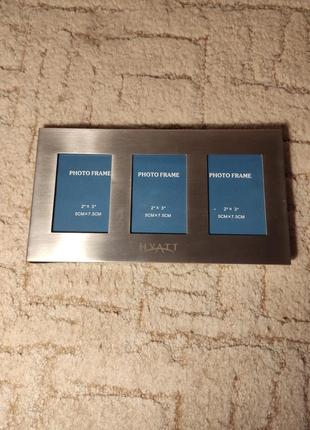 PHOTO FRAME
2" × 3"
5CM×7.5CM
PHOTO FRAME
2" × 3"
5CM×7.5CM
PHOTO FRAME
2" × 3"
5CM×7.5CM
HYATT